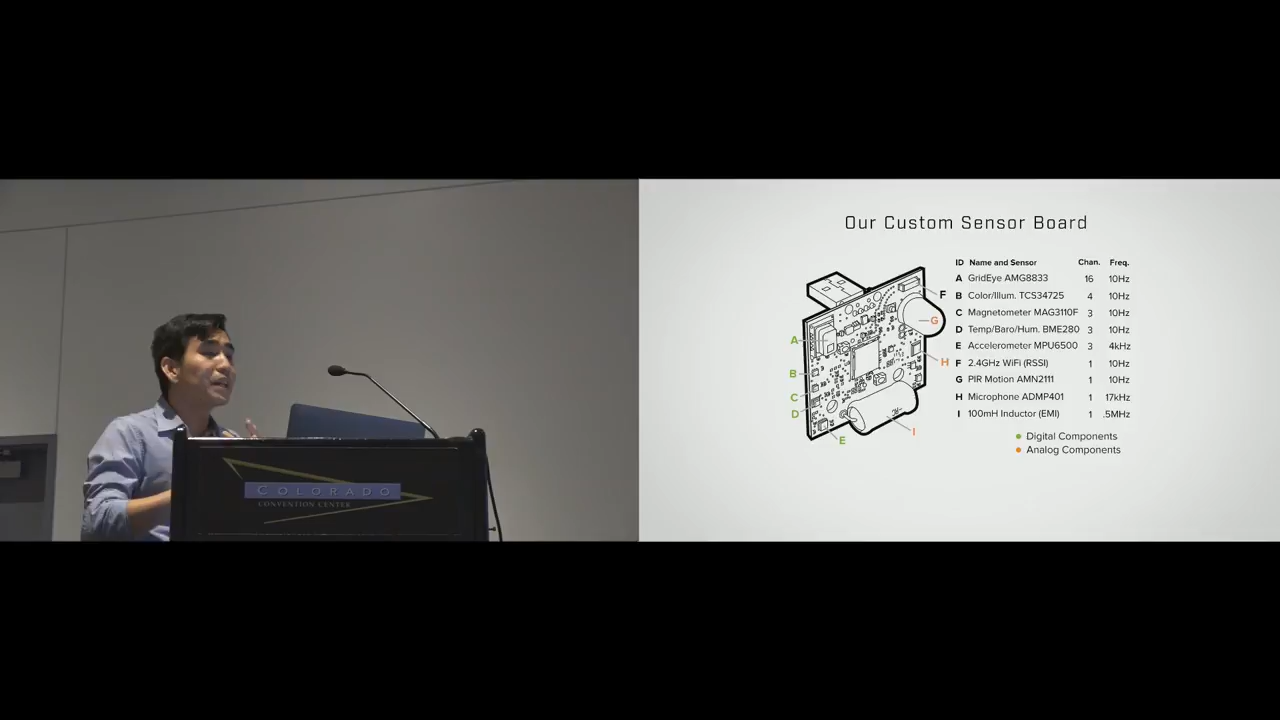 COLORADO
CONVENTION CENTER
Our Custom Sensor Board
ID Name and Sensor Chan. Freq.
A GridEye AMG8833 16 10Hz
B Color/Illum. TCS34725 4 10Hz
C Magnetometer MAG3110F 3 10Hz
D Temp/Baro/Hum. BME280 3 10Hz
E Accelerometer MPU6500 3 4kHz
F 2.4GHz WiFi (RSSI) 1 10Hz
G PIR Motion AMN2111 1 10Hz
H Microphone ADMP401 1 17kHz
I 100mH Inductor (EMI) 1 .5MHz
Digital Components
Analog Components
A
B
C
D
E
F
G
H
I